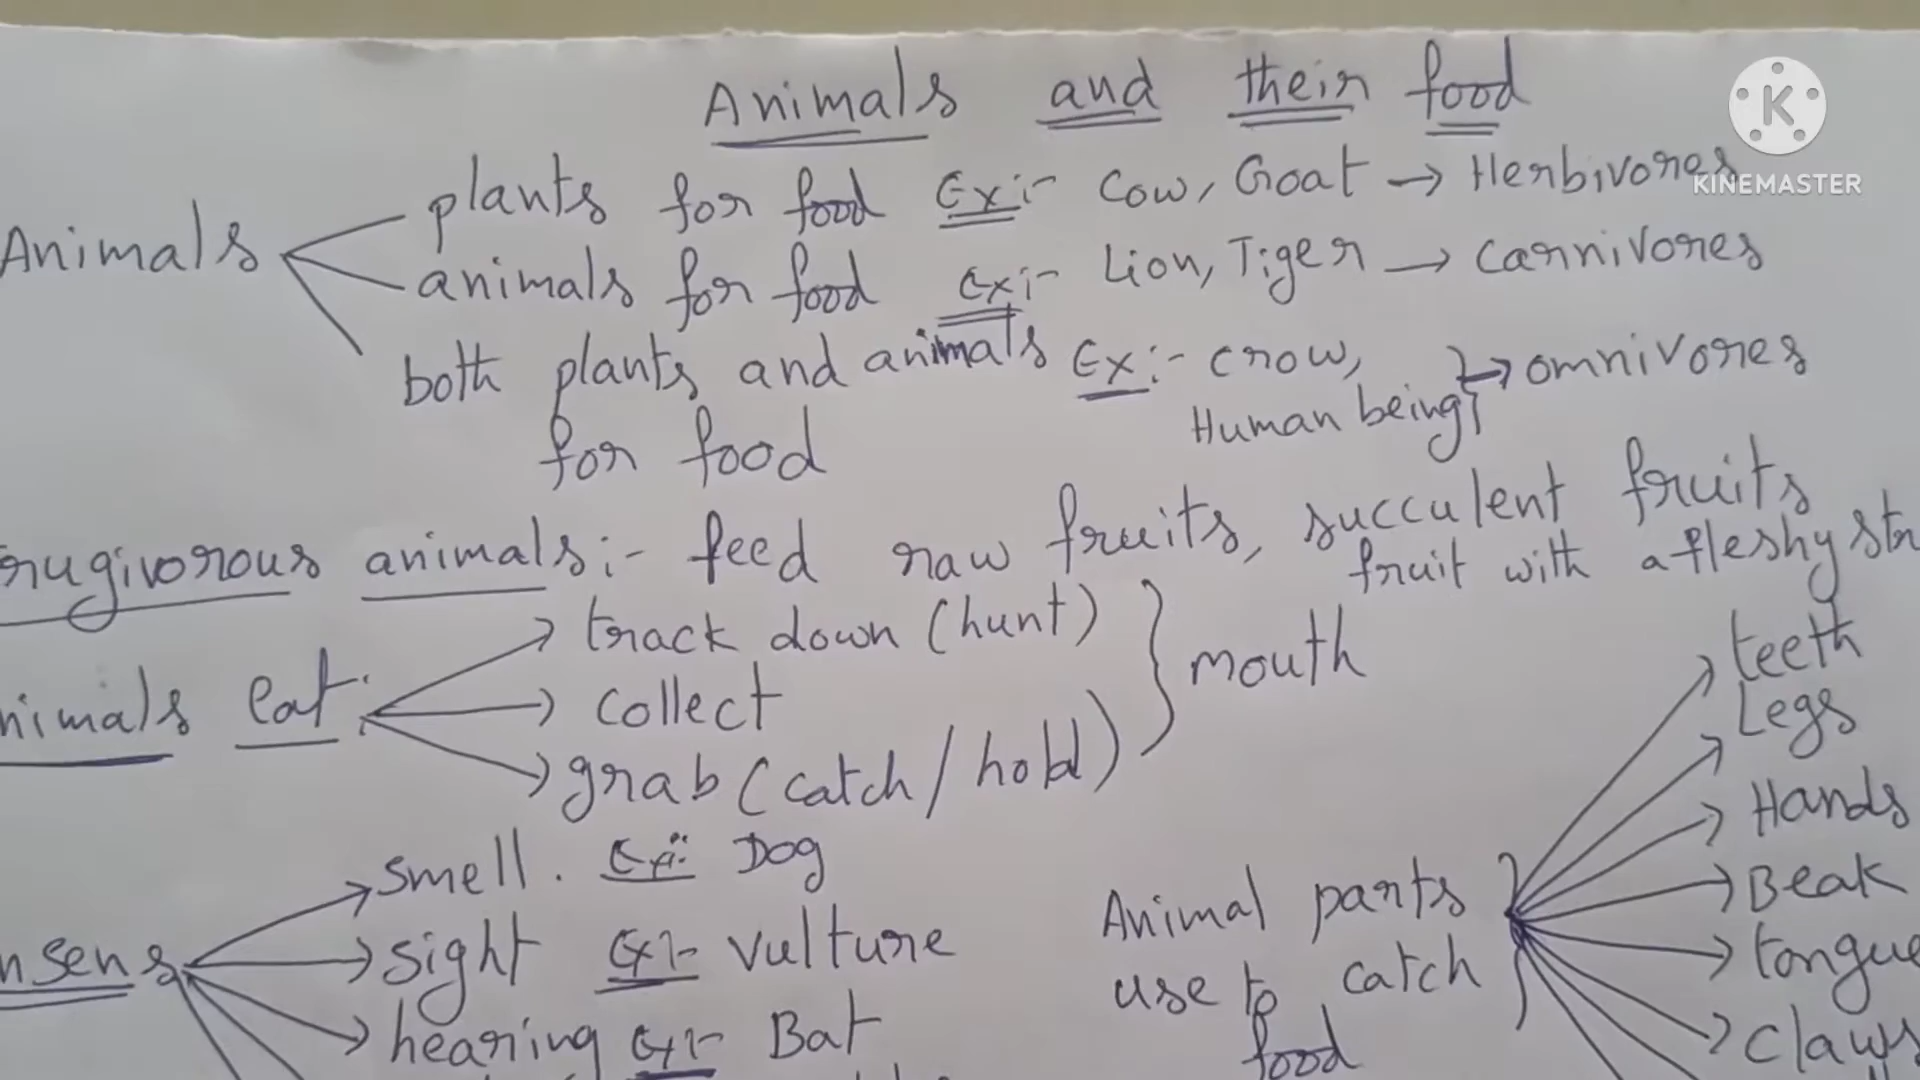 Animals and their food
KINEMASTER
Animals
plants for food Ex:- Cow, Goat → Herbivores
animals for food Ex:- Lion, Tiger → Carnivores
both plants and animals for food Ex:- Crow, Human being → omnivores
rugivorous animals:- feed raw fruits, succulent fruits
fruit with a fleshy str
nimals eat:
→ track down (hunt)
→ collect
→ grab (catch/hold)
mouth
n sens
→ smell. Ex: Dog
→ sight Ex:- vulture
→ hearing Ex:- Bat
Animal parts use to catch food
→ teeth
→ Legs
→ Hands
→ Beak
→ tongue
→ claws